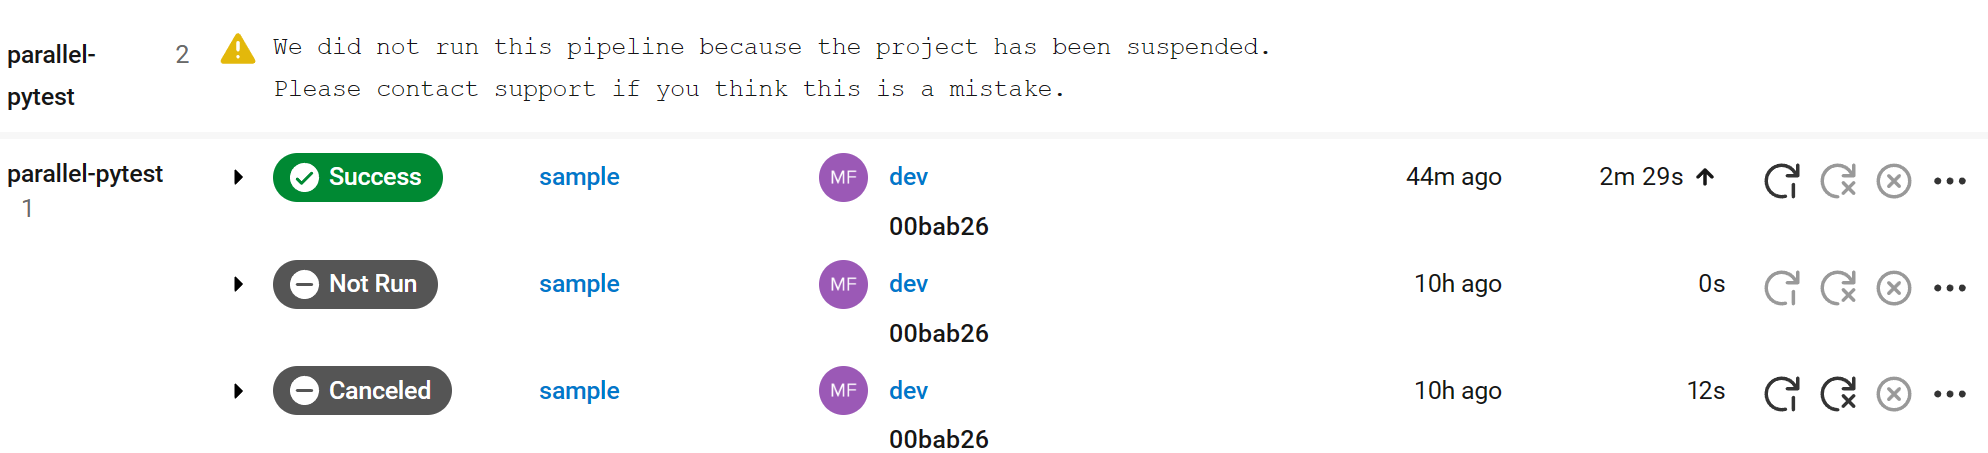 parallel-
pytest 2
We did not run this pipeline because the project has been suspended.
Please contact support if you think this is a mistake.
parallel-pytest
1
Success sample MF dev 44m ago 2m 29s
00bab26
Not Run sample MF dev 10h ago 0s
00bab26
Canceled sample MF dev 10h ago 12s
00bab26